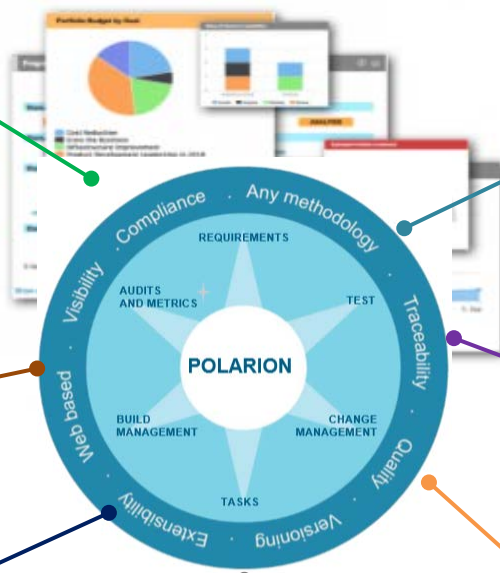 Portfolio Budget by Goal
Cost Reduction
Grow the Business
Infrastructure Improvement
ANALYSIS
Compliance
Any methodology
Visibility
Traceability
Web based
Quality
Extensibility
Versioning
REQUIREMENTS
AUDITS
AND METRICS
TEST
POLARION
BUILD
MANAGEMENT
CHANGE
MANAGEMENT
TASKS